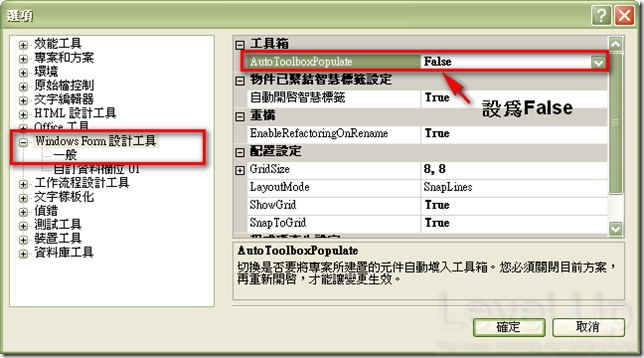 選項
效能工具
專案和方案
環境
原始檔控制
文字編輯器
HTML 設計工具
Office 工具
Windows Form 設計工具
一般
自訂資料欄位 UI
工作流程設計工具
文字樣板化
偵錯
測試工具
裝置工具
資料庫工具
工具箱
AutoToolboxPopulate False
物件已繫結智慧標籤設定
自動開啓智慧標籤 True
設爲False
重構
EnableRefactoringOnRename True
配置設定
GridSize 8, 8
LayoutMode SnapLines
ShowGrid True
SnapToGrid True
AutoToolboxPopulate
切換是否要將專案所建置的元件自動填入工具箱。您必須關閉目前方案，
再重新開啓，才能讓變更生效。
Level Up
確定 取消